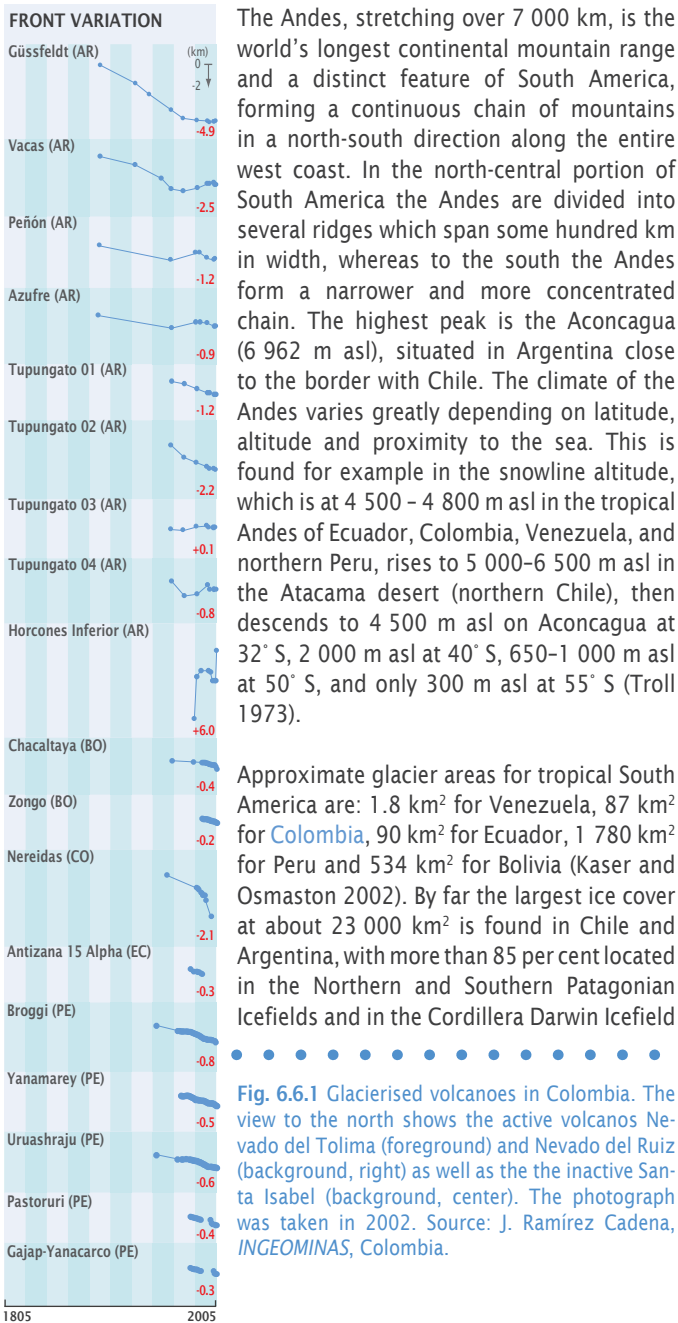 FRONT VARIATION
Güssfeldt (AR)
(km)
0
-2
-4.9
Vacas (AR)
-2.5
Peñón (AR)
-1.2
Azufre (AR)
-0.9
Tupungato 01 (AR)
-1.2
Tupungato 02 (AR)
-2.2
Tupungato 03 (AR)
+0.1
Tupungato 04 (AR)
-0.8
Horcones Inferior (AR)
+6.0
Chacaltaya (BO)
-0.4
Zongo (BO)
-0.2
Nereidas (CO)
-2.1
Antizana 15 Alpha (EC)
-0.3
Broggi (PE)
-0.8
Yanamarey (PE)
-0.5
Uruashraju (PE)
-0.6
Pastoruri (PE)
-0.4
Gajap-Yanacarco (PE)
-0.3
1805 2005
The Andes, stretching over 7 000 km, is the
world's longest continental mountain range
and a distinct feature of South America,
forming a continuous chain of mountains
in a north-south direction along the entire
west coast. In the north-central portion of
South America the Andes are divided into
several ridges which span some hundred km
in width, whereas to the south the Andes
form a narrower and more concentrated
chain. The highest peak is the Aconcagua
(6 962 m asl), situated in Argentina close
to the border with Chile. The climate of the
Andes varies greatly depending on latitude,
altitude and proximity to the sea. This is
found for example in the snowline altitude,
which is at 4 500 – 4 800 m asl in the tropical
Andes of Ecuador, Colombia, Venezuela, and
northern Peru, rises to 5 000–6 500 m asl in
the Atacama desert (northern Chile), then
descends to 4 500 m asl on Aconcagua at
32° S, 2 000 m asl at 40° S, 650–1 000 m asl
at 50° S, and only 300 m asl at 55° S (Troll
1973).
Approximate glacier areas for tropical South
America are: 1.8 km² for Venezuela, 87 km²
for Colombia, 90 km² for Ecuador, 1 780 km²
for Peru and 534 km² for Bolivia (Kaser and
Osmaston 2002). By far the largest ice cover
at about 23 000 km² is found in Chile and
Argentina, with more than 85 per cent located
in the Northern and Southern Patagonian
Icefields and in the Cordillera Darwin Icefield
Fig. 6.6.1 Glacierised volcanoes in Colombia. The
view to the north shows the active volcanos Ne-
vado del Tolima (foreground) and Nevado del Ruiz
(background, right) as well as the the inactive San-
ta Isabel (background, center). The photograph
was taken in 2002. Source: J. Ramírez Cadena,
INGEOMINAS, Colombia.